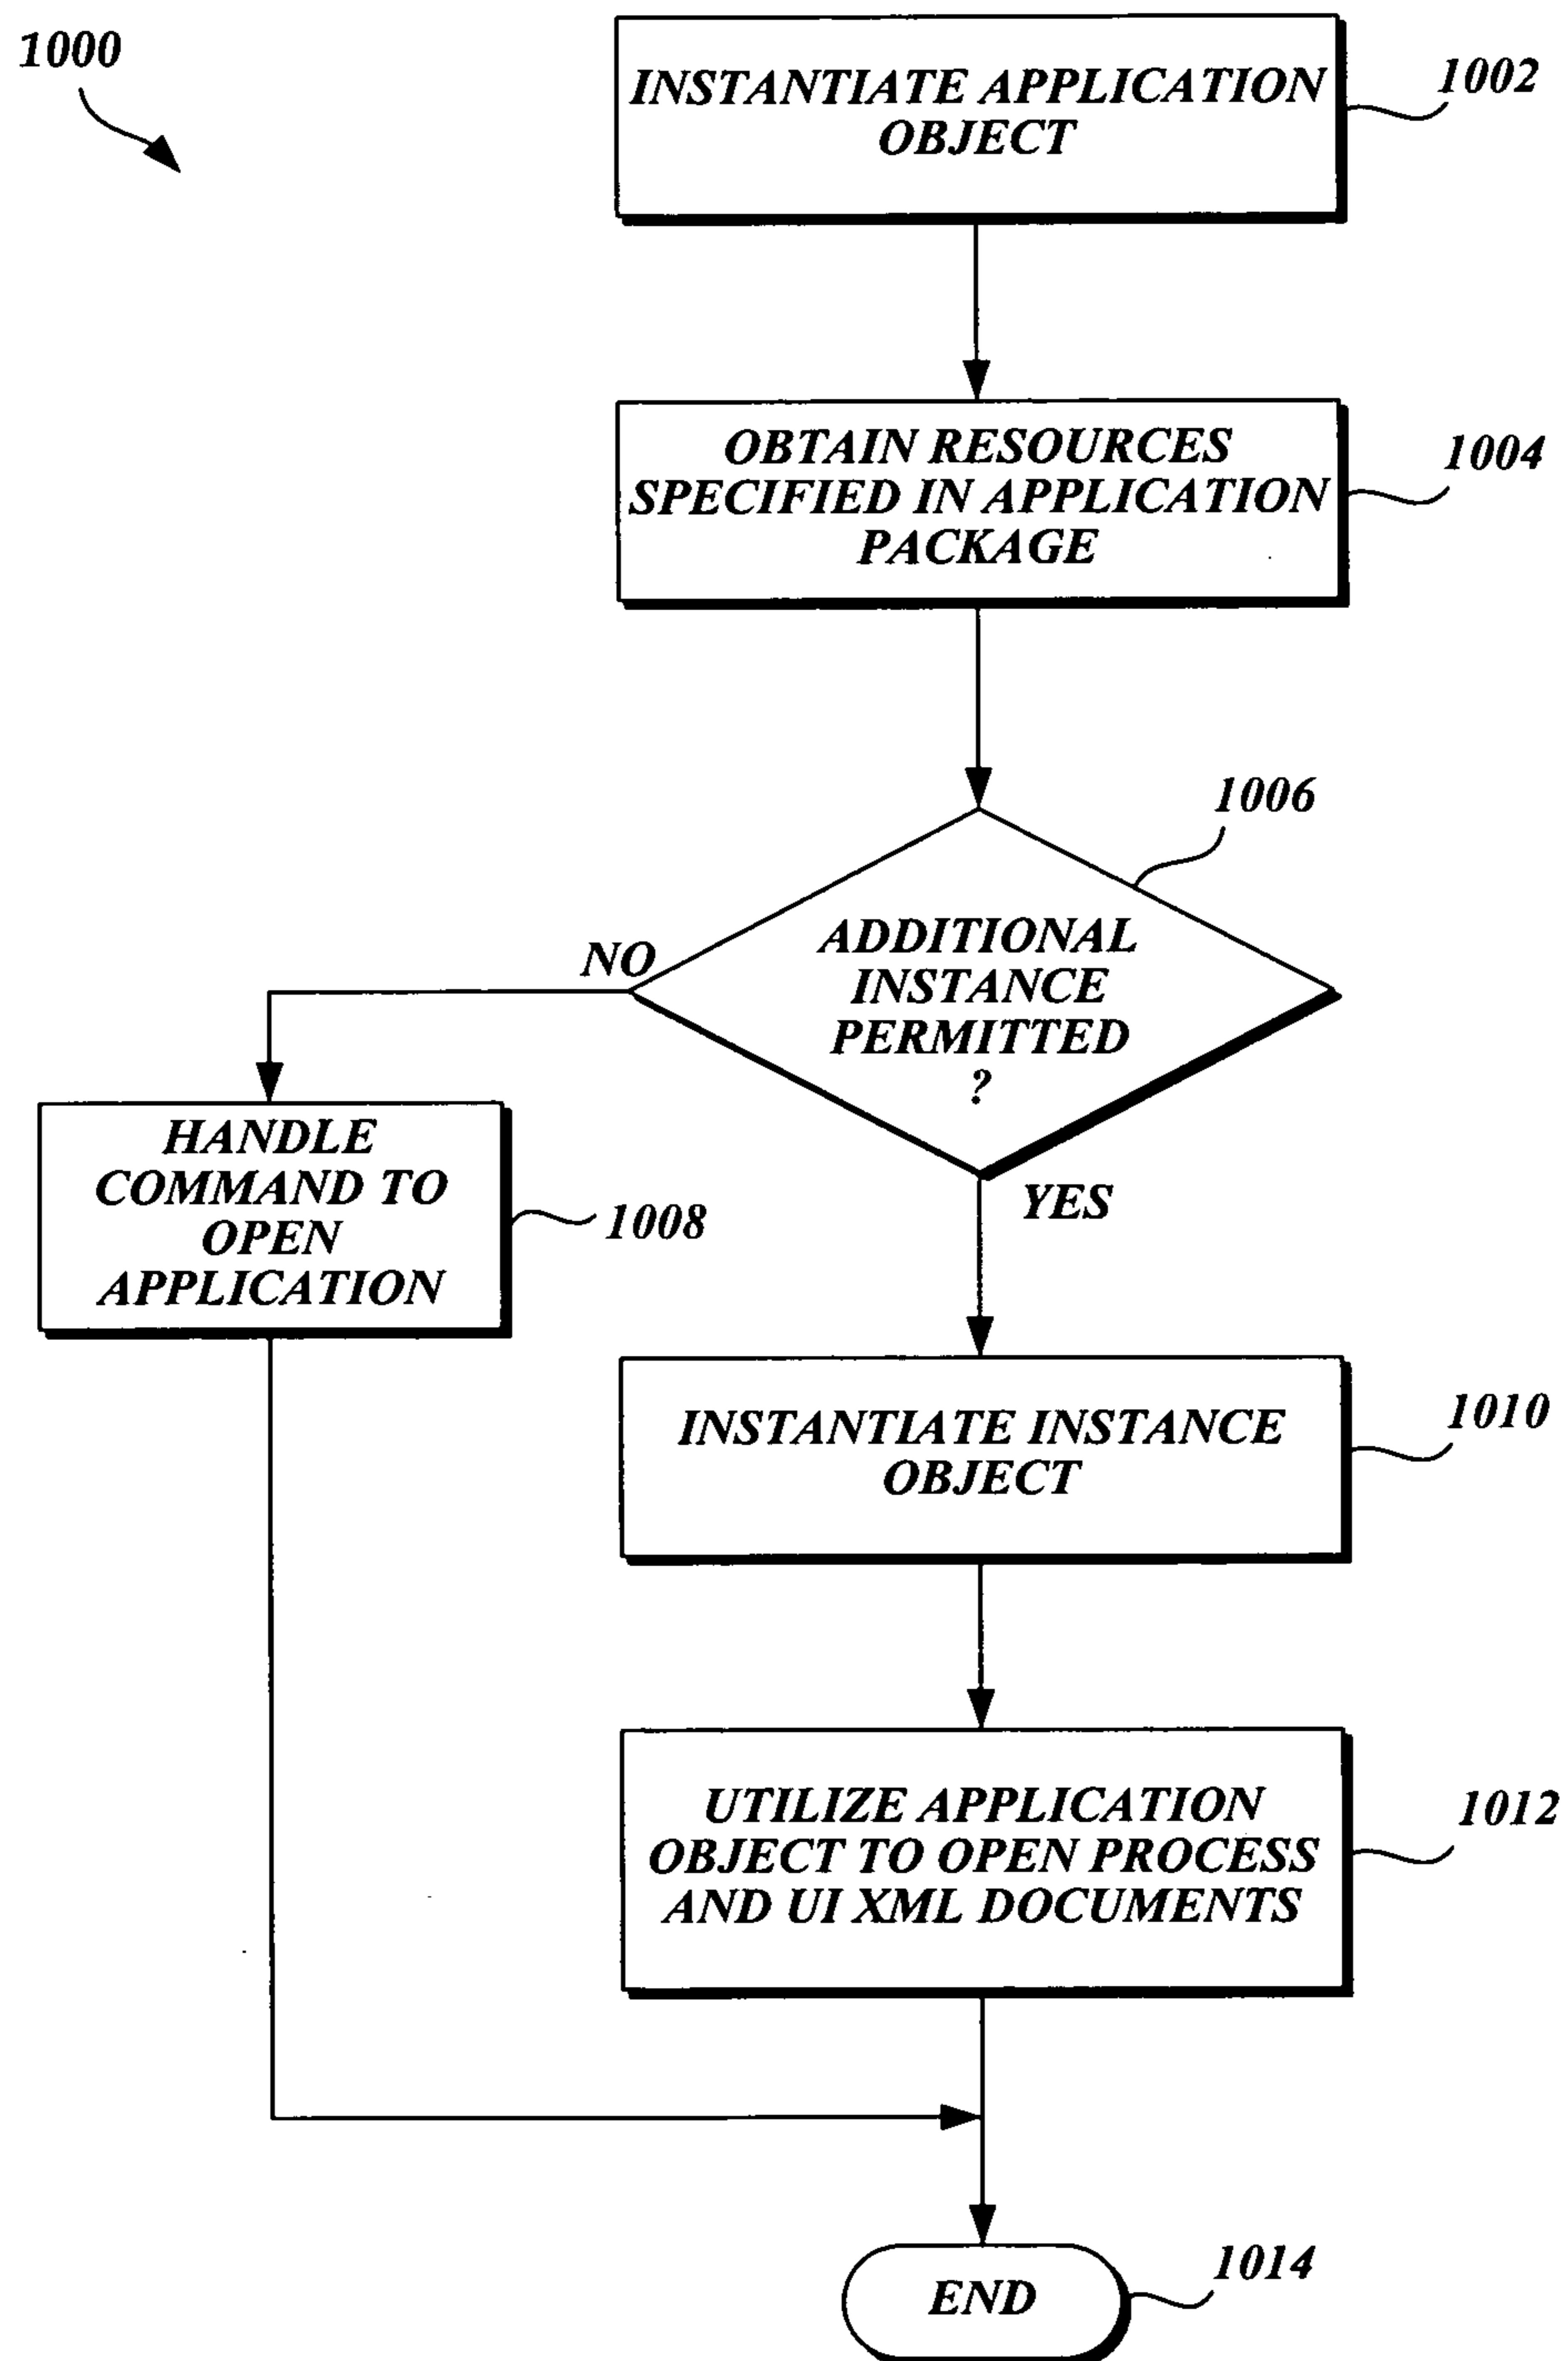 1000
INSTANTIATE APPLICATION
OBJECT
1002
OBTAIN RESOURCES
SPECIFIED IN APPLICATION
PACKAGE
1004
1006
ADDITIONAL
INSTANCE
PERMITTED
?
NO
YES
HANDLE
COMMAND TO
OPEN
APPLICATION
1008
INSTANTIATE INSTANCE
OBJECT
1010
UTILIZE APPLICATION
OBJECT TO OPEN PROCESS
AND UI XML DOCUMENTS
1012
END
1014